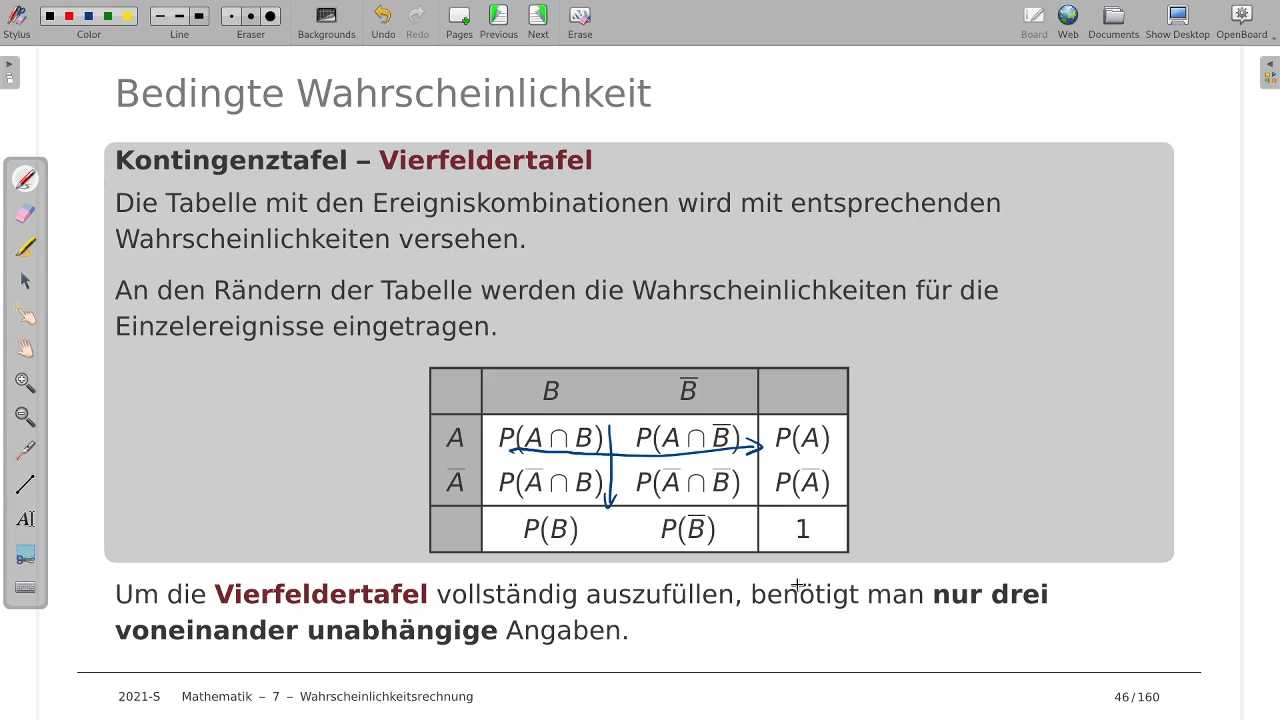 Stylus Color Line Eraser Backgrounds Undo Redo Pages Previous Next Erase Board Web Documents Show Desktop OpenBoard
Bedingte Wahrscheinlichkeit
Kontingenztafel – Vierfeldertafel
Die Tabelle mit den Ereigniskombinationen wird mit entsprechenden
Wahrscheinlichkeiten versehen.
An den Rändern der Tabelle werden die Wahrscheinlichkeiten für die
Einzelereignisse eingetragen.
B B̅
A P(A ∩ B) P(A ∩ B̅) P(A)
A̅ P(A̅ ∩ B) P(A̅ ∩ B̅) P(A̅)
P(B) P(B̅) 1
Um die Vierfeldertafel vollständig auszufüllen, benötigt man nur drei
voneinander unabhängige Angaben.
2021-S Mathematik – 7 – Wahrscheinlichkeitsrechnung 46/160